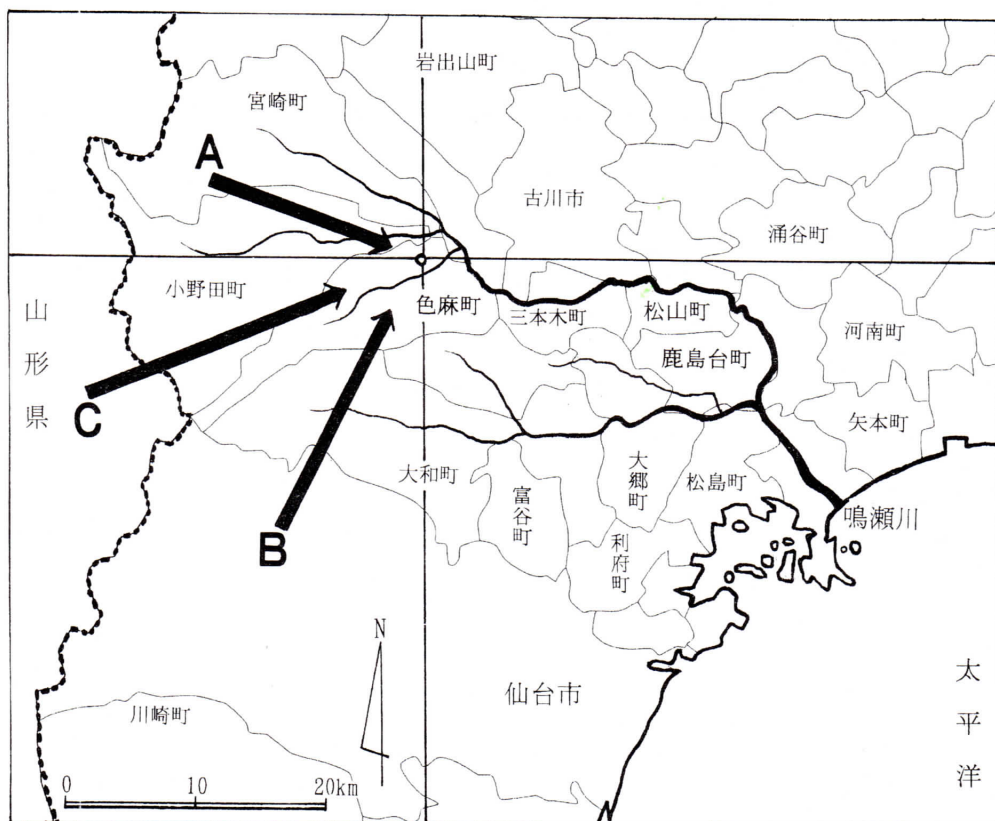 岩出山町
宮崎町
A
古川市
涌谷町
小野田町
色麻町
三本木町
松山町
河南町
山形県
鹿島台町
C
矢本町
大和町
大郷町
松島町
富谷町
鳴瀬川
B
利府町
N
仙台市
太平洋
川崎町
0 10 20km